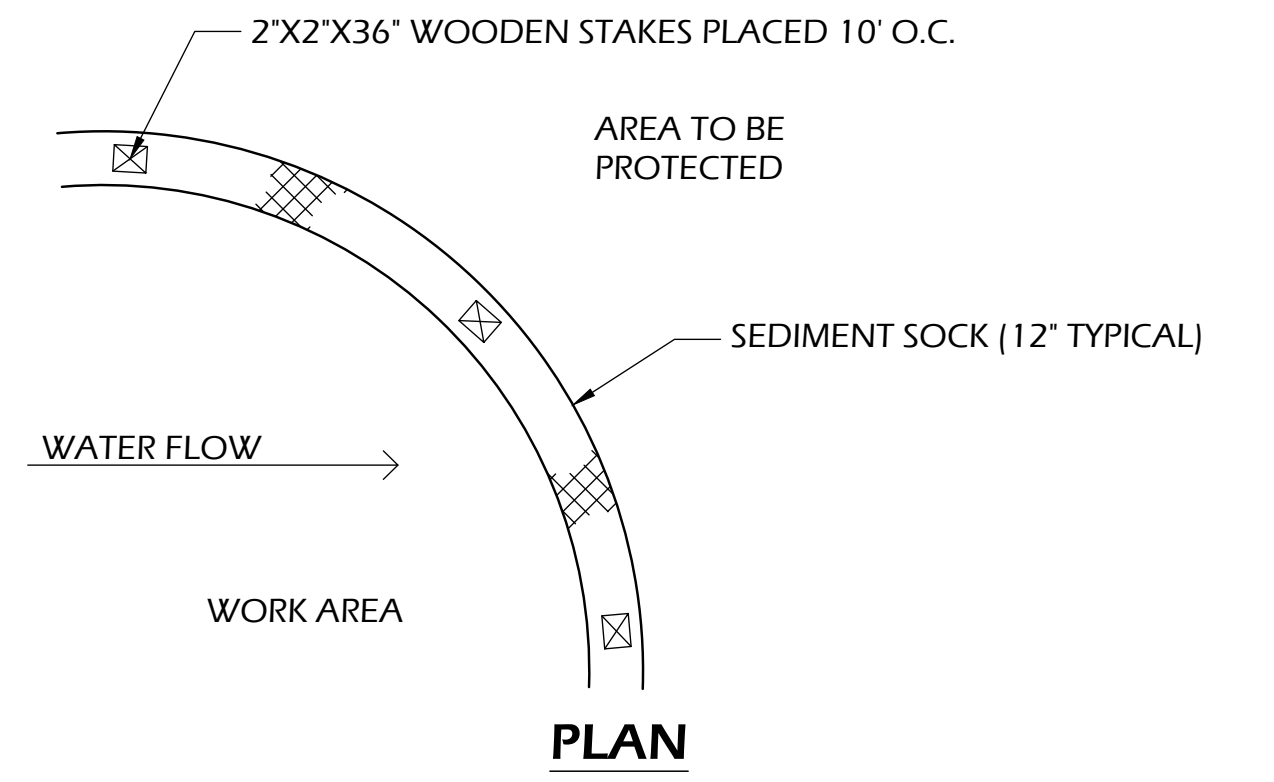 2"X2"X36" WOODEN STAKES PLACED 10' O.C.
AREA TO BE
PROTECTED
SEDIMENT SOCK (12" TYPICAL)
WATER FLOW
WORK AREA
PLAN